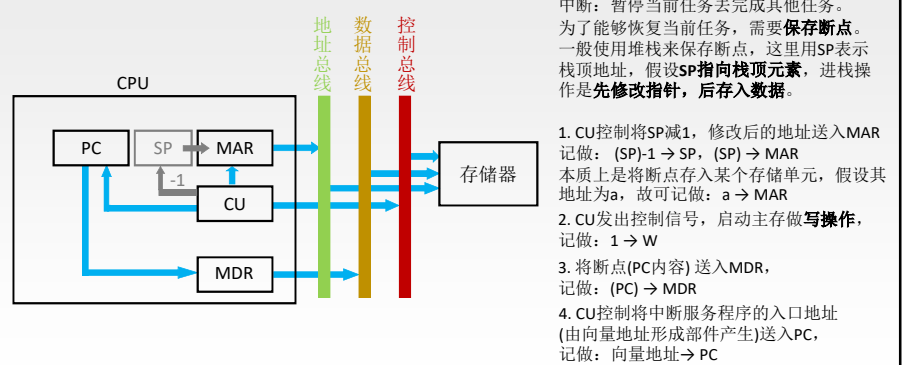 地址总线
数据总线
控制总线
CPU
PC
SP
MAR
-1
CU
MDR
存储器
中断：暂停当前任务去完成其他任务。
为了能够恢复当前任务，需要保存断点。
一般使用堆栈来保存断点，这里用SP表示
栈顶地址，假设SP指向栈顶元素，进栈操
作是先修改指针，后存入数据。
1. CU控制将SP减1，修改后的地址送入MAR
记做： (SP)-1 → SP，(SP) → MAR
本质上是将断点存入某个存储单元，假设其
地址为a，故可记做：a → MAR
2. CU发出控制信号，启动主存做写操作，
记做：1 → W
3. 将断点(PC内容) 送入MDR，
记做：(PC) → MDR
4. CU控制将中断服务程序的入口地址
(由向量地址形成部件产生)送入PC，
记做：向量地址→ PC